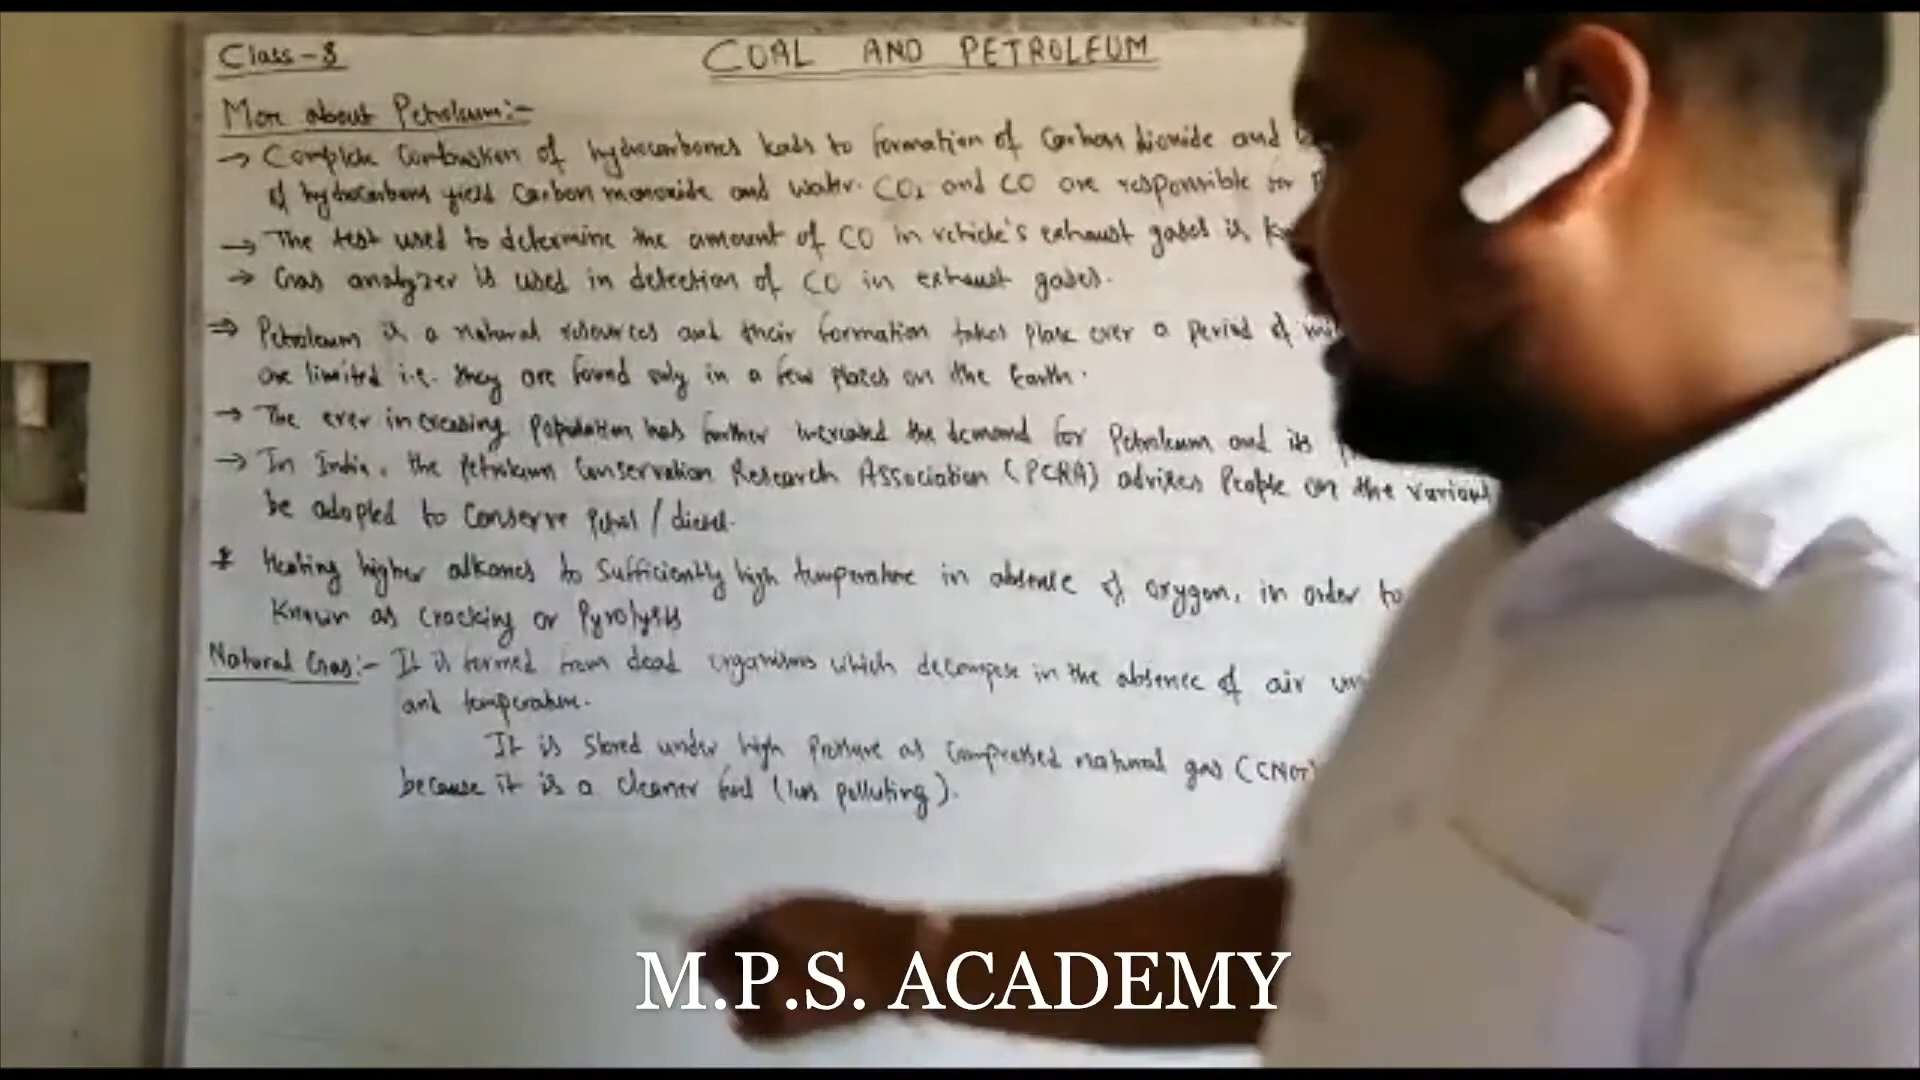 Class-8
COAL AND PETROLEUM
More about Petroleum:-
→ Complete Combustion of hydrocarbones leads to formation of Carbon dioxide and
of hydrocarbons yield Carbon monoxide and water. CO₂ and CO are responsible for
→ The test used to determine the amount of CO in vehicle's exhaust gases is
→ Gas analyzer is used in detection of CO in exhaust gases.
⇒ Petroleum is a natural resources and their formation takes place over a period of
are limited i.e. they are found only in a few places on the Earth.
→ The ever increasing Population has further increased the demand for Petroleum and its
→ In India, the Petroleum Conservation Research Association (PCRA) advises People on the various
be adopted to conserve Petrol / diesel.
* Heating higher alkanes to Sufficiently high temperature in absence of oxygen, in order to
Known as Cracking or Pyrolysis
Natural Gas:- It is formed from dead organisms which decompose in the absence of air
and temperature.
It is Stored under high Pressure as Compressed natural gas (CNG)
because it is a cleaner fuel (less polluting).
M.P.S. ACADEMY